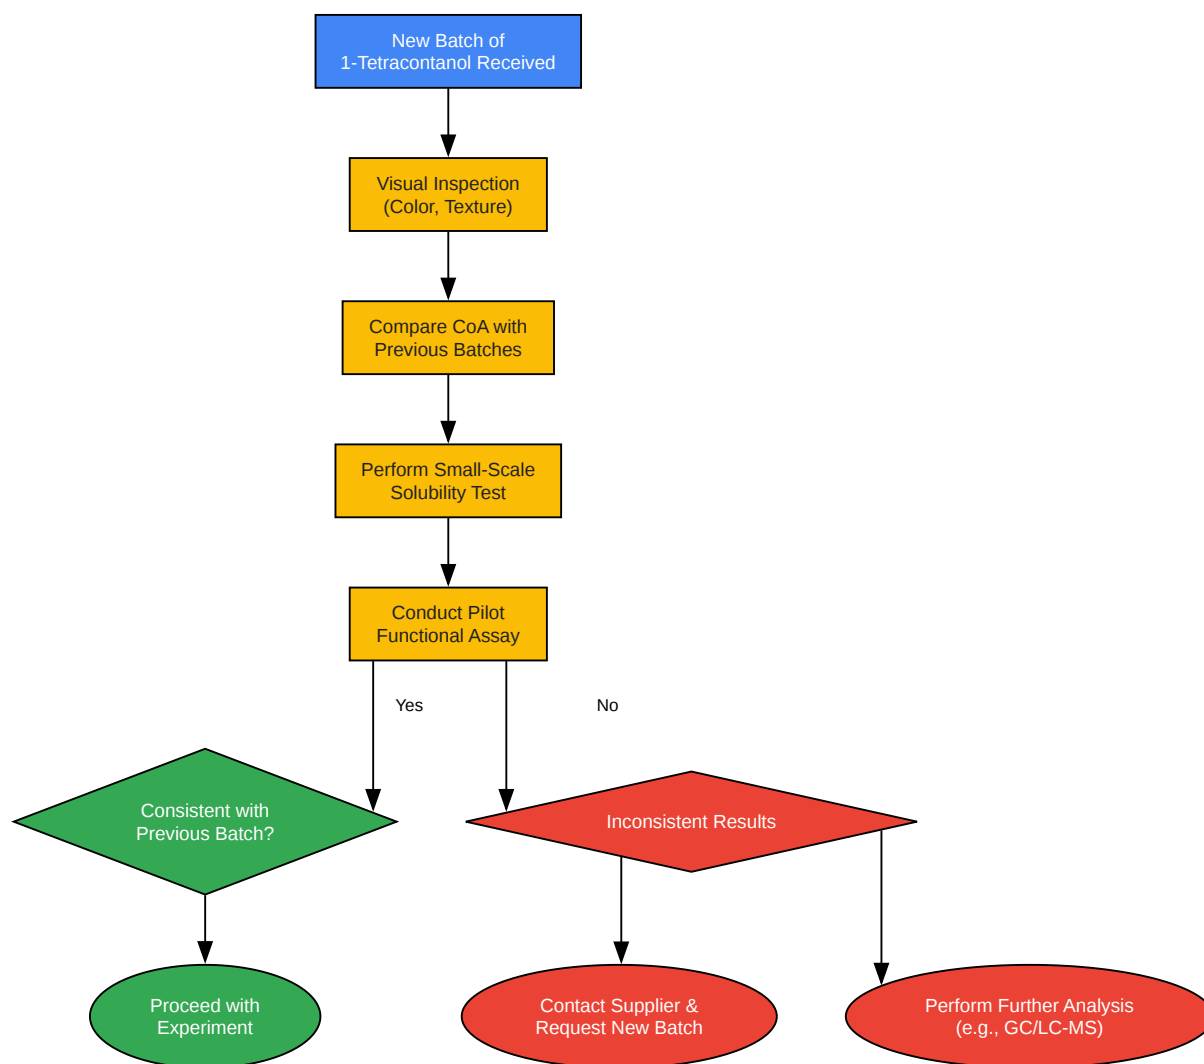 New Batch of
1-Tetracontanol Received
Visual Inspection
(Color, Texture)
Compare CoA with
Previous Batches
Perform Small-Scale
Solubility Test
Conduct Pilot
Functional Assay
Yes
No
Consistent with
Previous Batch?
Inconsistent Results
Proceed with
Experiment
Contact Supplier &
Request New Batch
Perform Further Analysis
(e.g., GC/LC-MS)